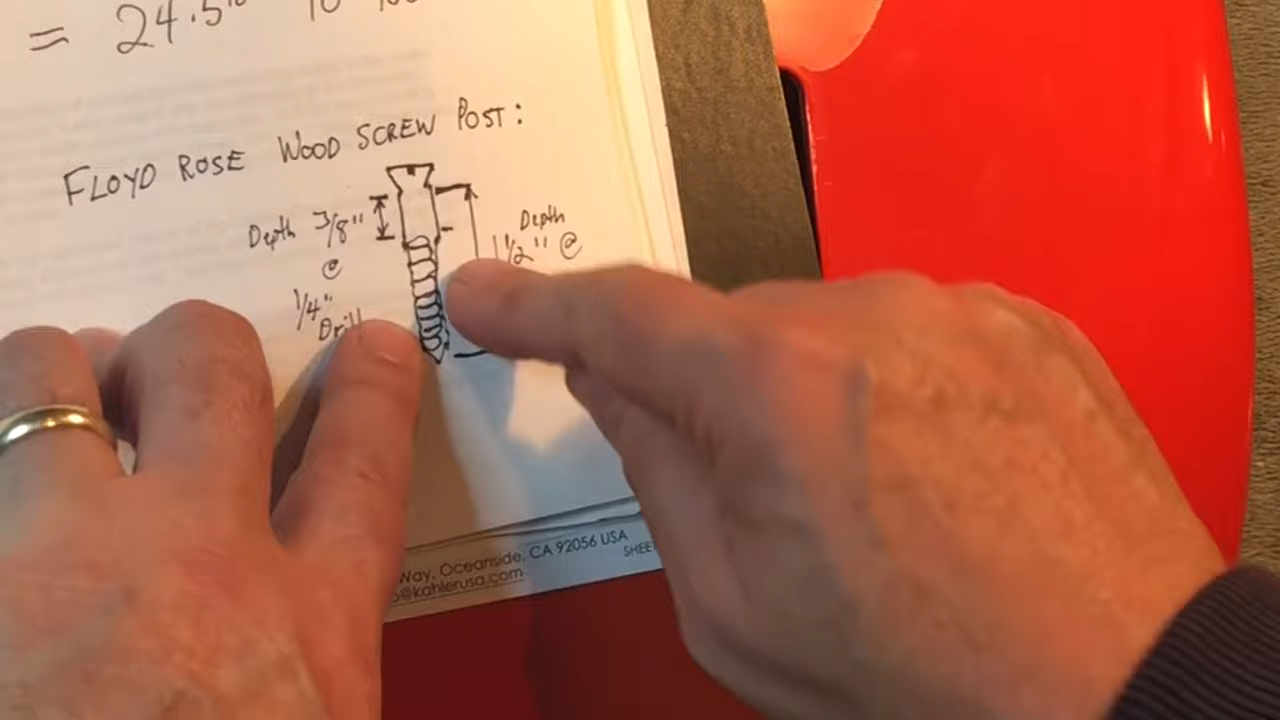 = 24.5
FLOYD ROSE WOOD SCREW POST:
Depth 3/8"
@
1/4"
Drill
Depth
1 1/2" @
Way, Oceanside, CA 92056 USA
@kahlerusa.com